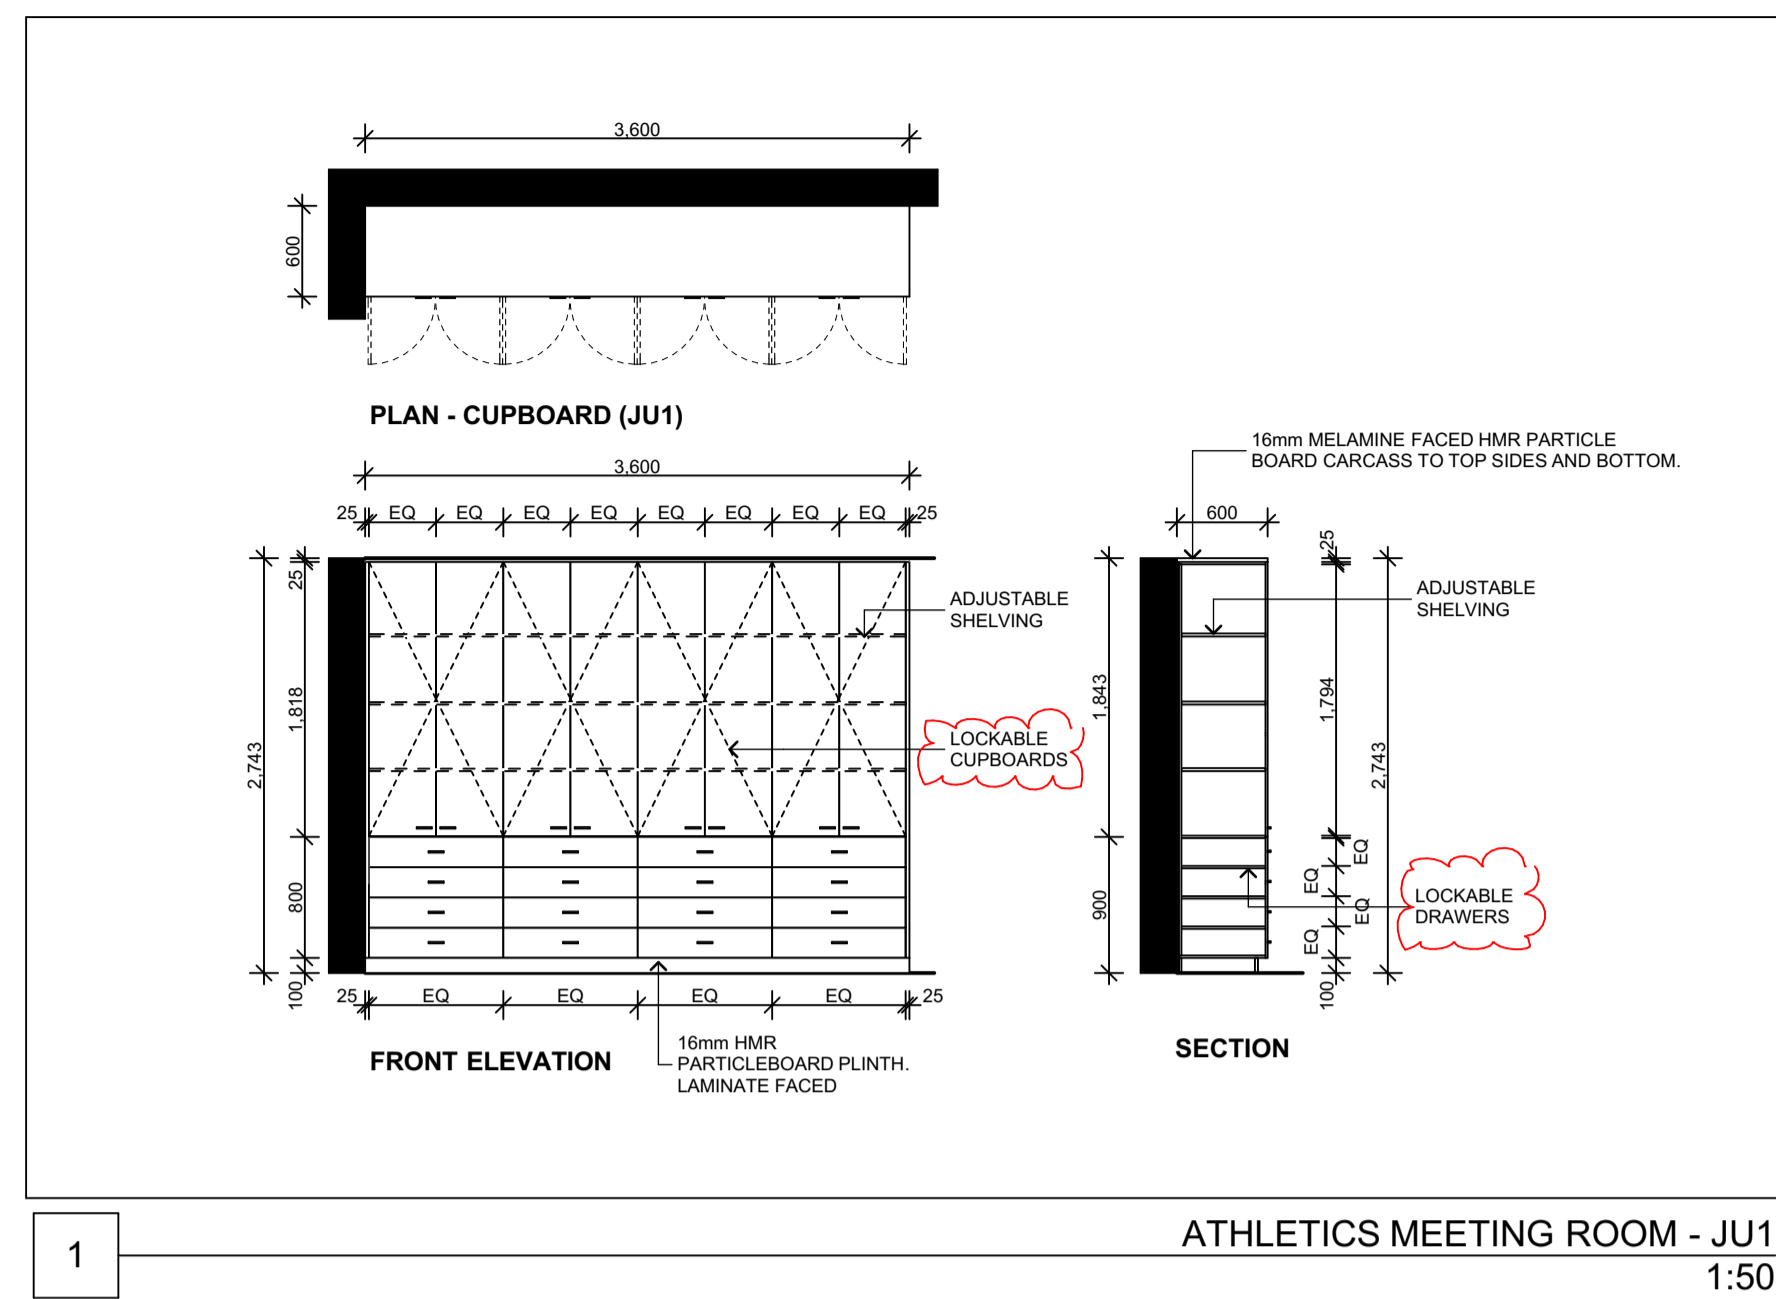 3,600
600
PLAN - CUPBOARD (JU1)
3,600
25 EQ EQ EQ EQ EQ EQ EQ EQ 25
25
1,818
2,743
800
100
ADJUSTABLE
SHELVING
LOCKABLE
CUPBOARDS
25 EQ EQ EQ EQ 25
FRONT ELEVATION
16mm HMR
PARTICLEBOARD PLINTH.
LAMINATE FACED
16mm MELAMINE FACED HMR PARTICLE
BOARD CARCASS TO TOP SIDES AND BOTTOM.
600
25
ADJUSTABLE
SHELVING
1,843
1,794
2,743
900
EQ
EQ
EQ
EQ
100
LOCKABLE
DRAWERS
SECTION
1
ATHLETICS MEETING ROOM - JU1
1:50